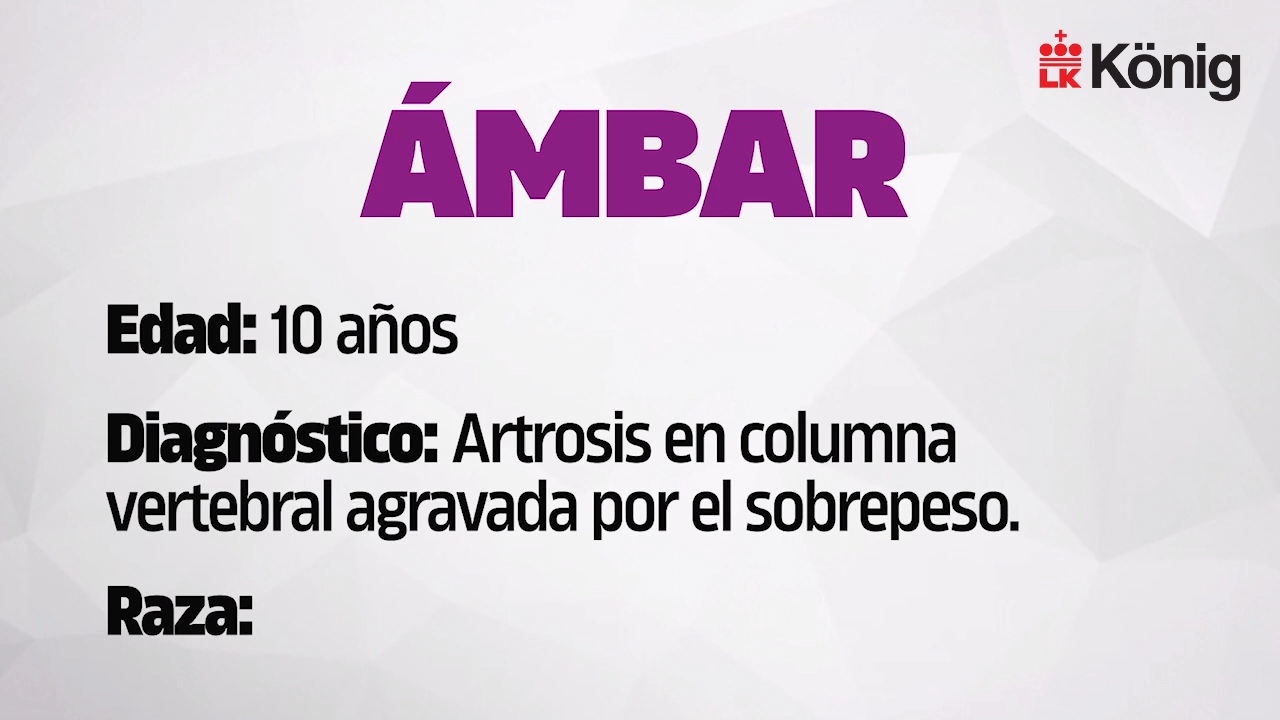 LK König
ÁMBAR
Edad: 10 años
Diagnóstico: Artrosis en columna
vertebral agravada por el sobrepeso.
Raza: